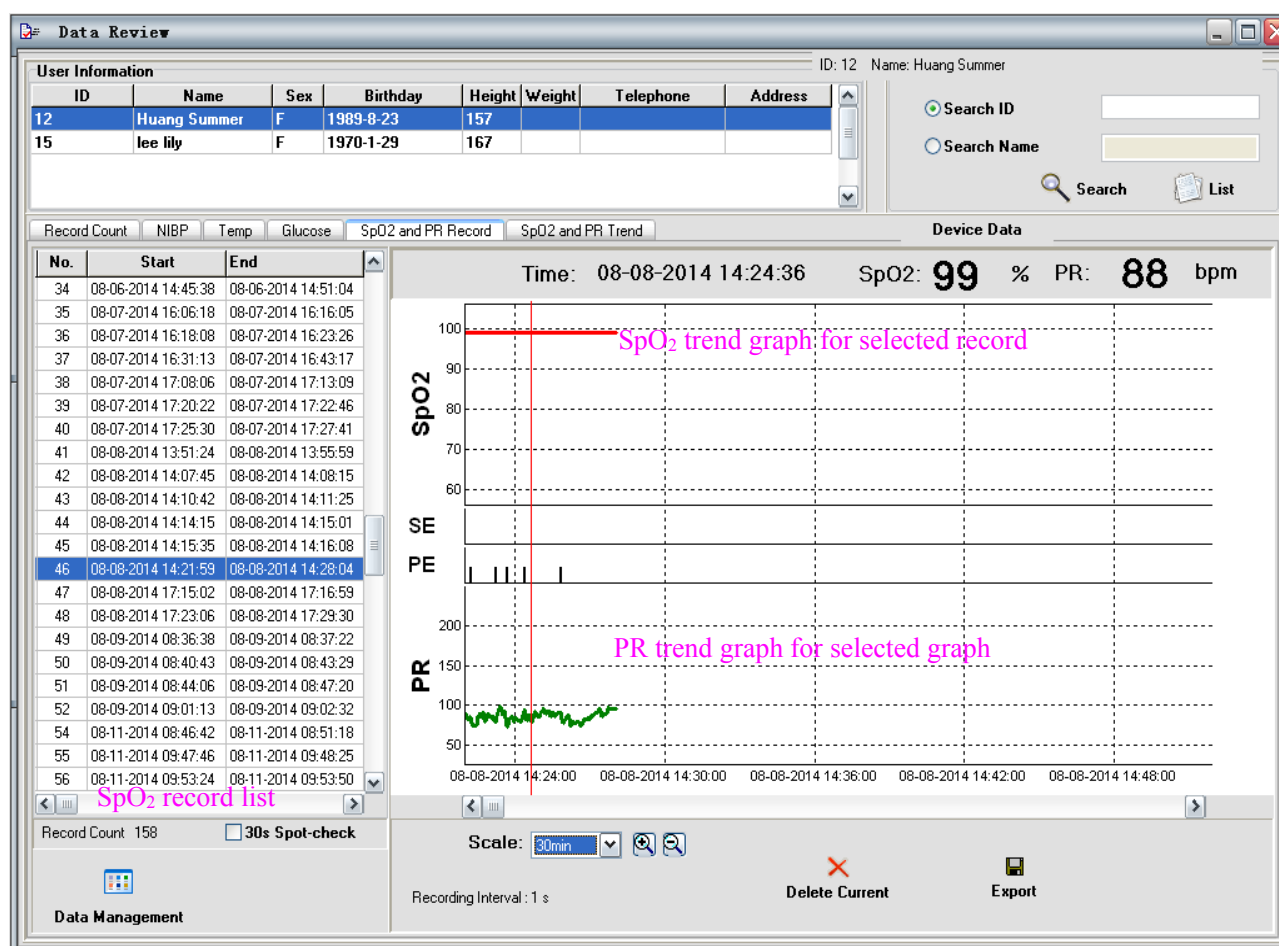 Data Review
User Information
ID: 12 Name: Huang Summer
ID Name Sex Birthday Height Weight Telephone Address
12 Huang Summer F 1989-8-23 157
15 lee lily F 1970-1-29 167
Search ID
Search Name
Search List
Record Count NIBP Temp Glucose SpO2 and PR Record SpO2 and PR Trend
Device Data
No. Start End
34 08-06-2014 14:45:38 08-06-2014 14:51:04
35 08-07-2014 16:06:18 08-07-2014 16:16:05
36 08-07-2014 16:18:08 08-07-2014 16:23:26
37 08-07-2014 16:31:13 08-07-2014 16:43:17
38 08-07-2014 17:08:06 08-07-2014 17:13:09
39 08-07-2014 17:20:22 08-07-2014 17:22:46
40 08-07-2014 17:25:30 08-07-2014 17:27:41
41 08-08-2014 13:51:24 08-08-2014 13:55:59
42 08-08-2014 14:07:45 08-08-2014 14:08:15
43 08-08-2014 14:10:42 08-08-2014 14:11:25
44 08-08-2014 14:14:15 08-08-2014 14:15:01
45 08-08-2014 14:15:35 08-08-2014 14:16:08
46 08-08-2014 14:21:59 08-08-2014 14:28:04
47 08-08-2014 17:15:02 08-08-2014 17:16:59
48 08-08-2014 17:23:06 08-08-2014 17:29:30
49 08-09-2014 08:36:38 08-09-2014 08:37:22
50 08-09-2014 08:40:43 08-09-2014 08:43:29
51 08-09-2014 08:44:06 08-09-2014 08:47:20
52 08-09-2014 09:01:13 08-09-2014 09:02:32
54 08-11-2014 08:46:42 08-11-2014 08:51:18
55 08-11-2014 09:47:46 08-11-2014 09:48:25
56 08-11-2014 09:53:24 08-11-2014 09:53:50
SpO₂ record list
Record Count 158 30s Spot-check
Data Management
Time: 08-08-2014 14:24:36 SpO2: 99 % PR: 88 bpm
SpO2
100
90
80
70
60
SpO₂ trend graph for selected record
SE
PE
PR
200
150
100
50
PR trend graph for selected graph
08-08-2014 14:24:00 08-08-2014 14:30:00 08-08-2014 14:36:00 08-08-2014 14:42:00 08-08-2014 14:48:00
Scale: 30min
Recording Interval : 1 s
Delete Current
Export